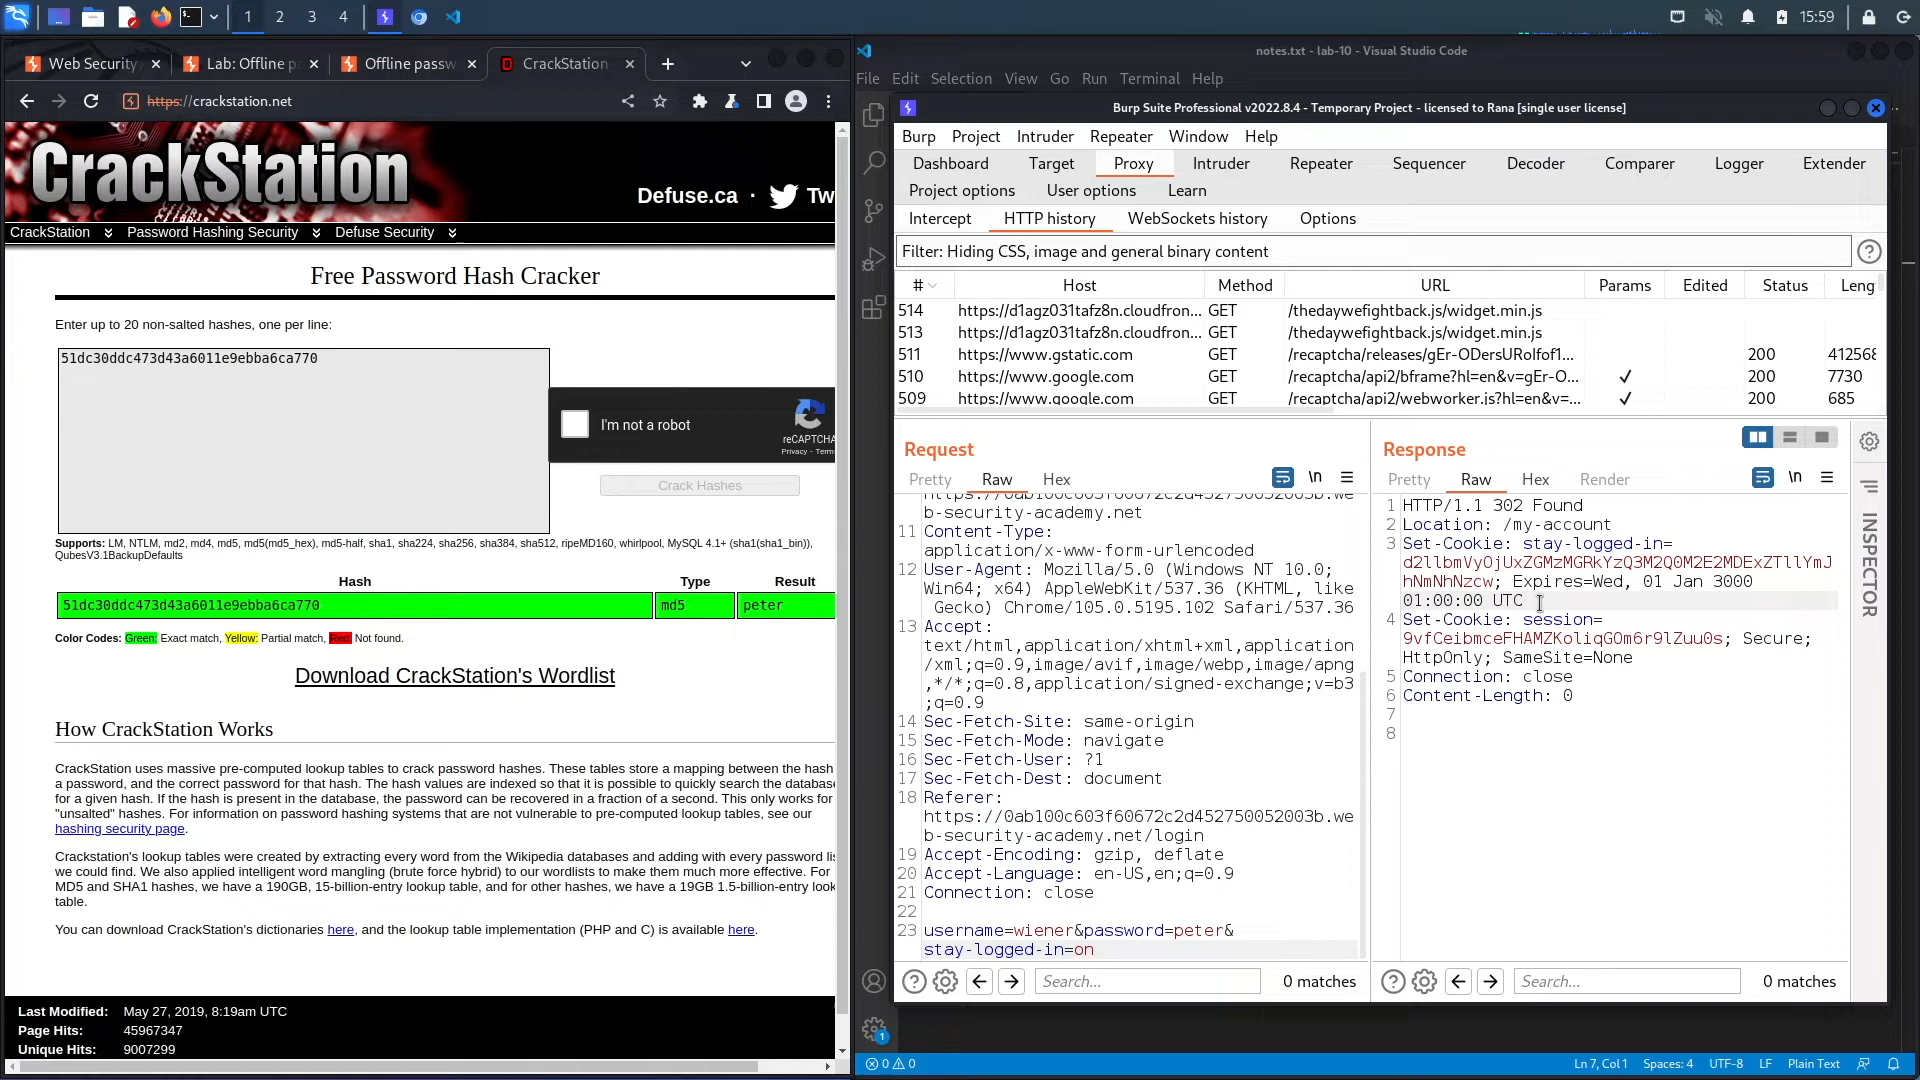 1 2 3 4
15:59
Web Security
Lab: Offline p
Offline passw
CrackStation
https://crackstation.net
CrackStation
Defuse.ca · Tw
CrackStation Password Hashing Security Defuse Security
Free Password Hash Cracker
Enter up to 20 non-salted hashes, one per line:
51dc30ddc473d43a6011e9ebba6ca770
I'm not a robot
reCAPTCHA
Privacy - Term
Crack Hashes
Supports: LM, NTLM, md2, md4, md5, md5(md5_hex), md5-half, sha1, sha224, sha256, sha384, sha512, ripeMD160, whirlpool, MySQL 4.1+ (sha1(sha1_bin)),
QubesV3.1BackupDefaults
Hash Type Result
51dc30ddc473d43a6011e9ebba6ca770 md5 peter
Color Codes: Green: Exact match, Yellow: Partial match, Red: Not found.
Download CrackStation's Wordlist
How CrackStation Works
CrackStation uses massive pre-computed lookup tables to crack password hashes. These tables store a mapping between the hash
a password, and the correct password for that hash. The hash values are indexed so that it is possible to quickly search the database
for a given hash. If the hash is present in the database, the password can be recovered in a fraction of a second. This only works for
"unsalted" hashes. For information on password hashing systems that are not vulnerable to pre-computed lookup tables, see our
hashing security page.
Crackstation's lookup tables were created by extracting every word from the Wikipedia databases and adding with every password lis
we could find. We also applied intelligent word mangling (brute force hybrid) to our wordlists to make them much more effective. For
MD5 and SHA1 hashes, we have a 190GB, 15-billion-entry lookup table, and for other hashes, we have a 19GB 1.5-billion-entry look
table.
You can download CrackStation's dictionaries here, and the lookup table implementation (PHP and C) is available here.
Last Modified: May 27, 2019, 8:19am UTC
Page Hits: 45967347
Unique Hits: 9007299
notes.txt - lab-10 - Visual Studio Code
File Edit Selection View Go Run Terminal Help
Burp Suite Professional v2022.8.4 - Temporary Project - licensed to Rana [single user license]
Burp Project Intruder Repeater Window Help
Dashboard Target Proxy Intruder Repeater Sequencer Decoder Comparer Logger Extender
Project options User options Learn
Intercept HTTP history WebSockets history Options
Filter: Hiding CSS, image and general binary content
# Host Method URL Params Edited Status Leng
514 https://d1agz031tafz8n.cloudfron... GET /thedaywefightback.js/widget.min.js
513 https://d1agz031tafz8n.cloudfron... GET /thedaywefightback.js/widget.min.js
511 https://www.gstatic.com GET /recaptcha/releases/gEr-ODersURolfof1... 200 412568
510 https://www.google.com GET /recaptcha/api2/bframe?hl=en&v=gEr-O... ✓ 200 7730
509 https://www.google.com GET /recaptcha/api2/webworker.js?hl=en&v=... ✓ 200 685
Request
Pretty Raw Hex
\n
https://0ab100c603f60672c2d452750052003b.we
b-security-academy.net
11 Content-Type:
application/x-www-form-urlencoded
12 User-Agent: Mozilla/5.0 (Windows NT 10.0;
Win64; x64) AppleWebKit/537.36 (KHTML, like
Gecko) Chrome/105.0.5195.102 Safari/537.36
13 Accept:
text/html,application/xhtml+xml,application
/xml;q=0.9,image/avif,image/webp,image/apng
,*/*;q=0.8,application/signed-exchange;v=b3
;q=0.9
14 Sec-Fetch-Site: same-origin
15 Sec-Fetch-Mode: navigate
16 Sec-Fetch-User: ?1
17 Sec-Fetch-Dest: document
18 Referer:
https://0ab100c603f60672c2d452750052003b.we
b-security-academy.net/login
19 Accept-Encoding: gzip, deflate
20 Accept-Language: en-US,en;q=0.9
21 Connection: close
22
23 username=wiener&password=peter&
stay-logged-in=on
Search...
0 matches
Response
Pretty Raw Hex Render
\n
1 HTTP/1.1 302 Found
2 Location: /my-account
3 Set-Cookie: stay-logged-in=
d2llbmVyOjUxZGMzMGRkYzQ3M2Q0M2E2MDExZTllYmJ
hNmNhNzcw; Expires=Wed, 01 Jan 3000
01:00:00 UTC
4 Set-Cookie: session=
9vfCeibmceFHAMZKoliqGOm6r9lZuu0s; Secure;
HttpOnly; SameSite=None
5 Connection: close
6 Content-Length: 0
7
8
Search...
0 matches
INSPECTOR
1
0 0
Ln 7, Col 1 Spaces: 4 UTF-8 LF Plain Text